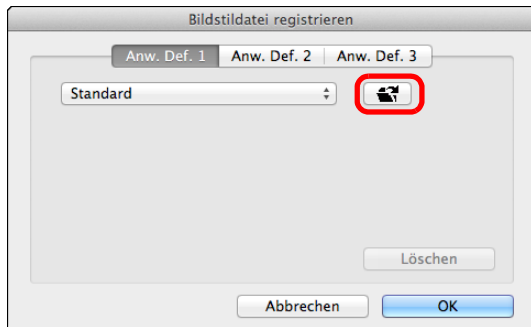 Bildstildatei registrieren
Anw. Def. 1 Anw. Def. 2 Anw. Def. 3
Standard
Löschen
Abbrechen OK